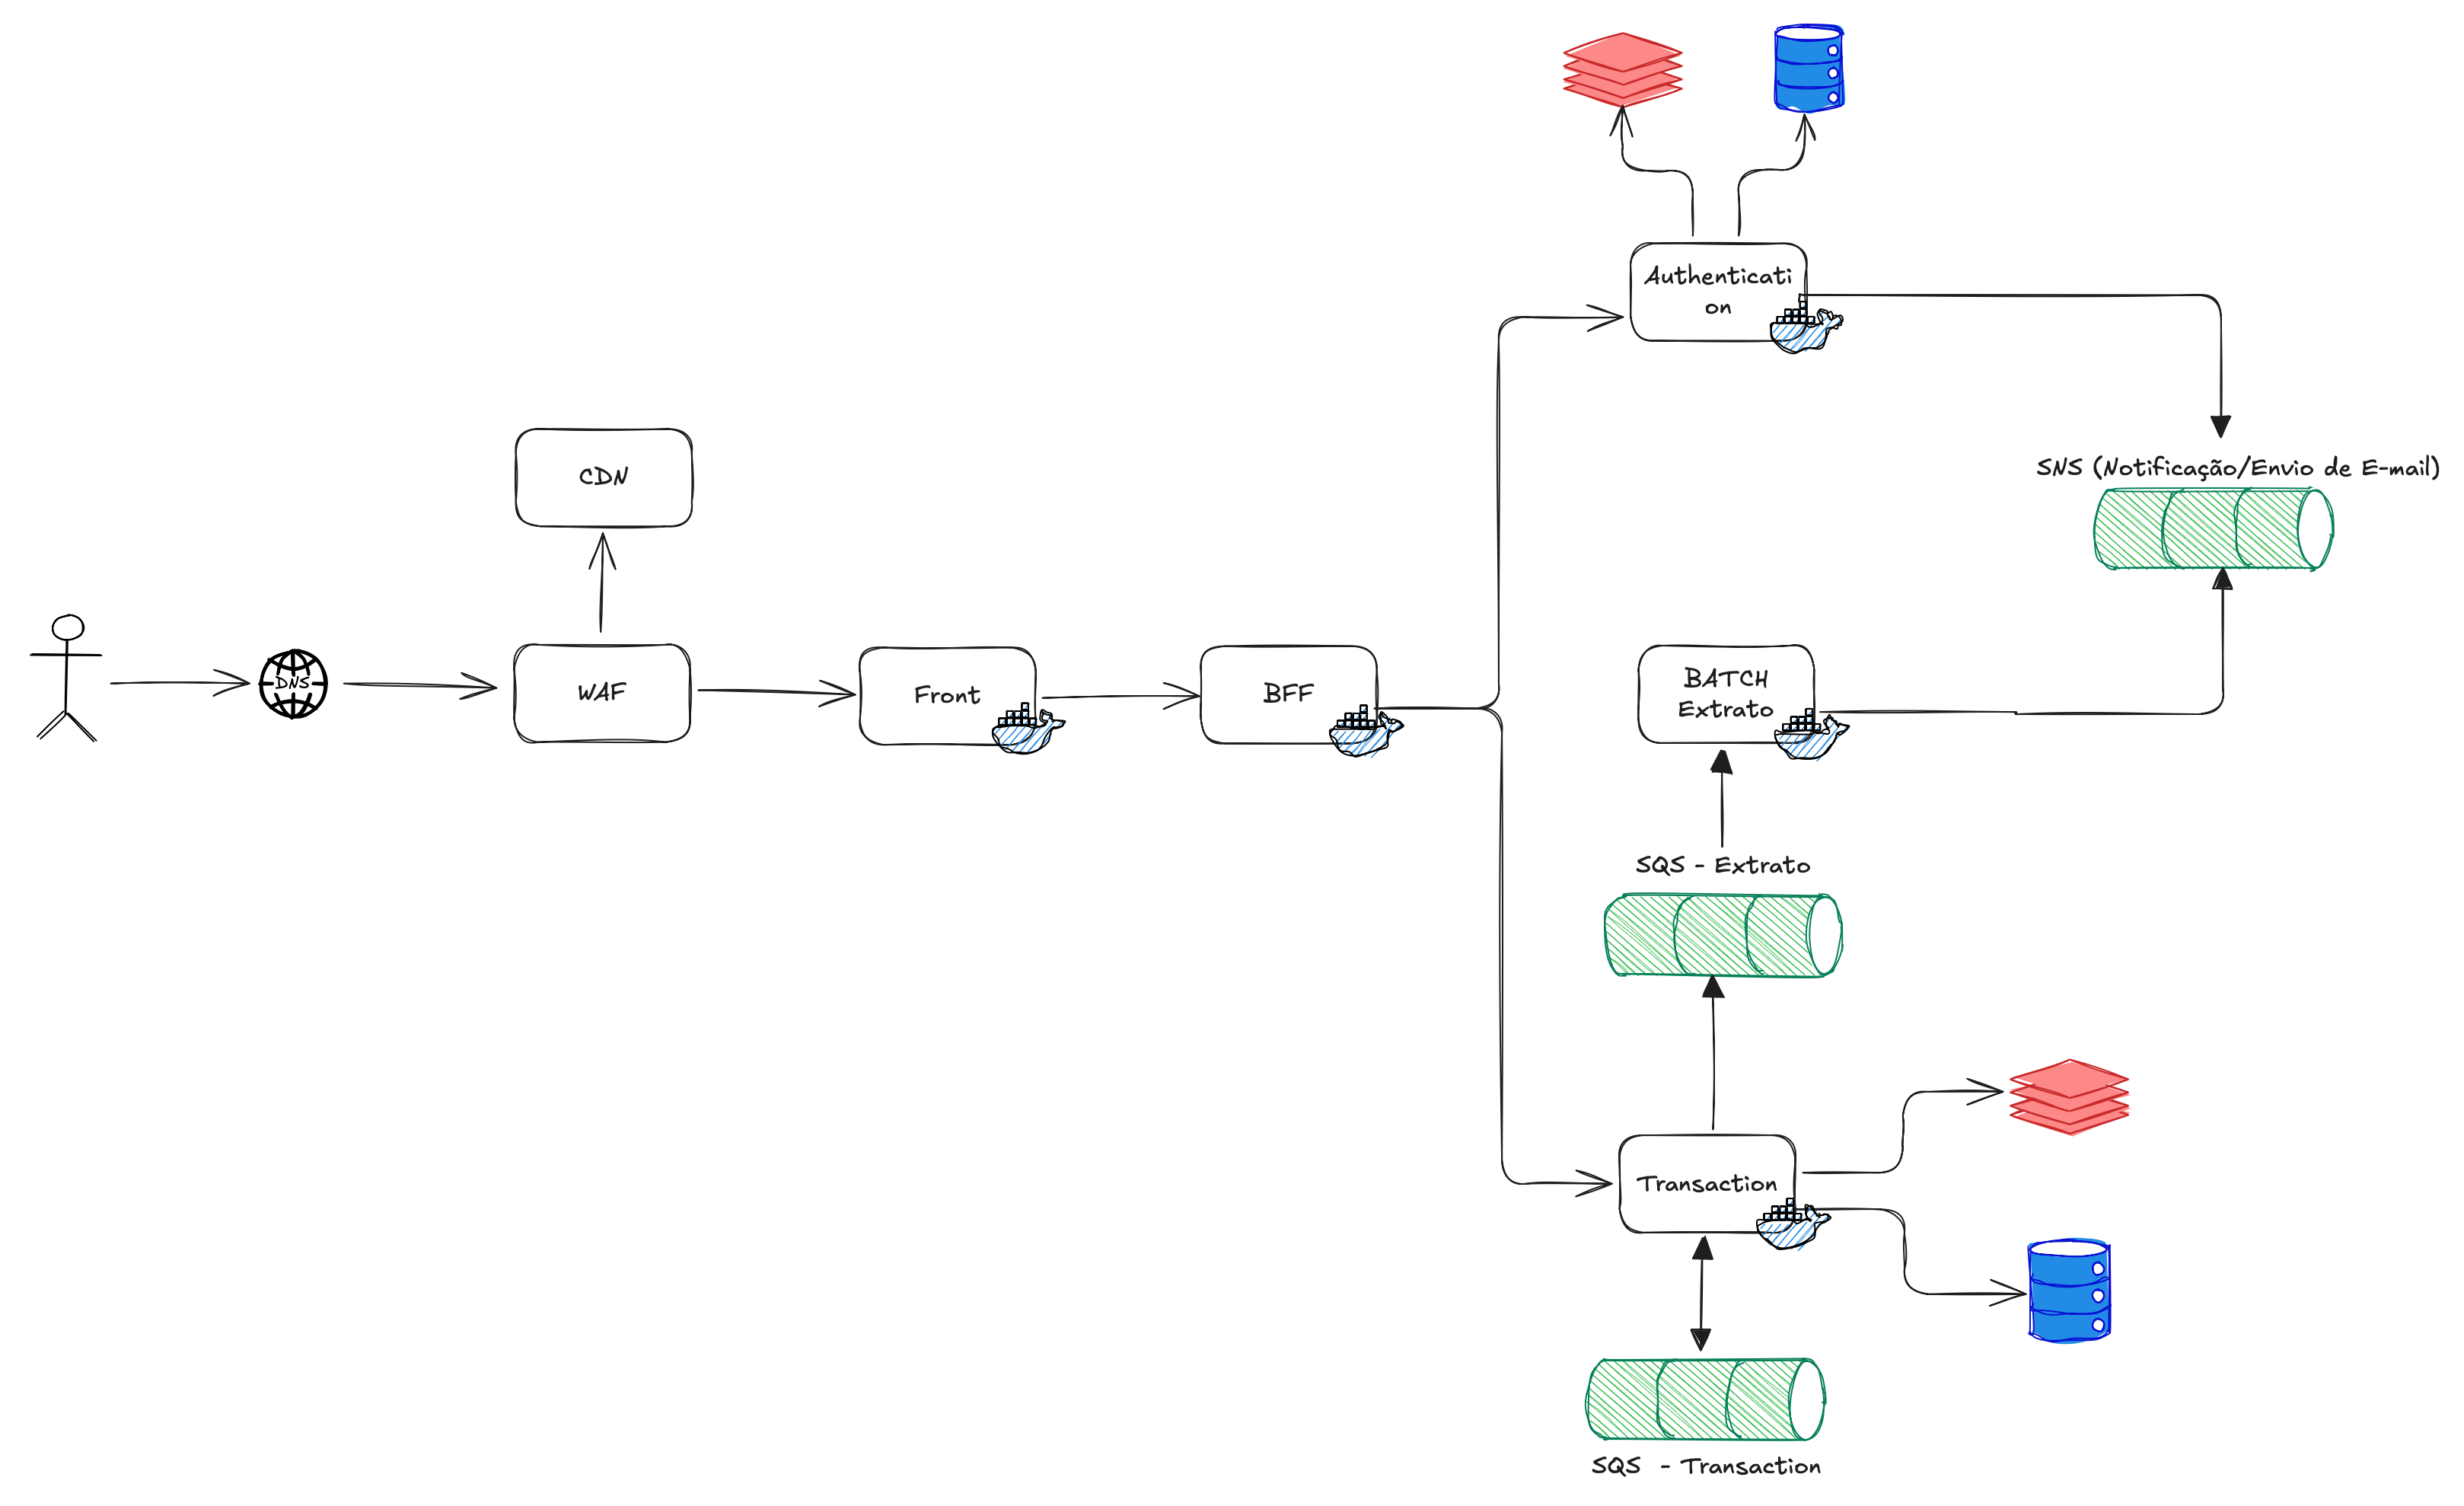 Authenticati
on
SNS (Notificação/Envio de E-mail)
CDN
DNS
WAF
Front
BFF
BATCH
Extrato
SQS - Extrato
Transaction
SQS - Transaction